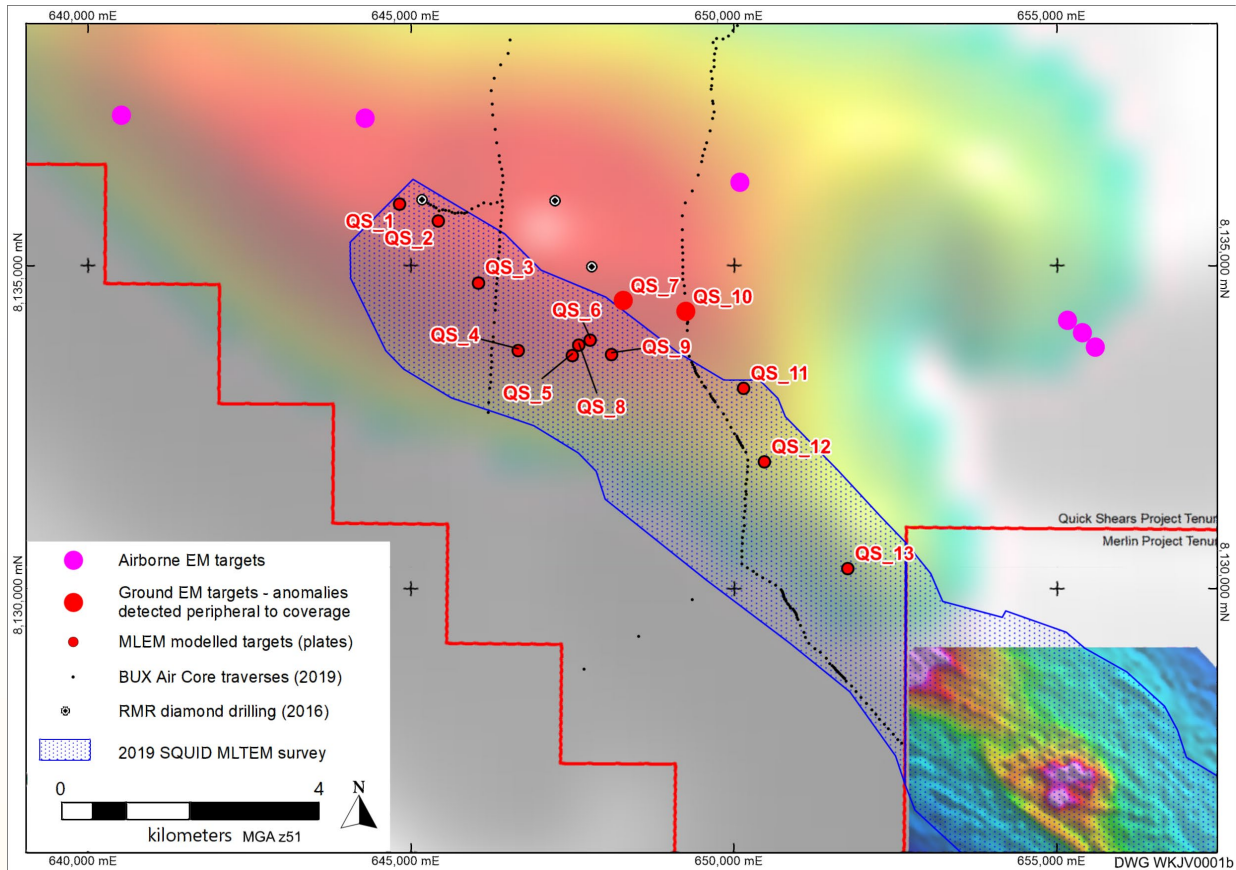 640,000 mE
645,000 mE
650,000 mE
655,000 mE
8,135,000 mN
8,135,000 mN
QS_1
QS_2
QS_3
QS_7
QS_6
QS_10
QS_4
QS_9
QS_5
QS_8
QS_11
QS_12
QS_13
Quick Shears Project Tenur
Merlin Project Tenur
8,130,000 mN
8,130,000 mN
Airborne EM targets
Ground EM targets - anomalies
detected peripheral to coverage
MLEM modelled targets (plates)
BUX Air Core traverses (2019)
RMR diamond drilling (2016)
2019 SQUID MLTEM survey
0
4
N
kilometers MGA z51
640,000 mE
645,000 mE
650,000 mE
655,000 mE
DWG WKJV0001b